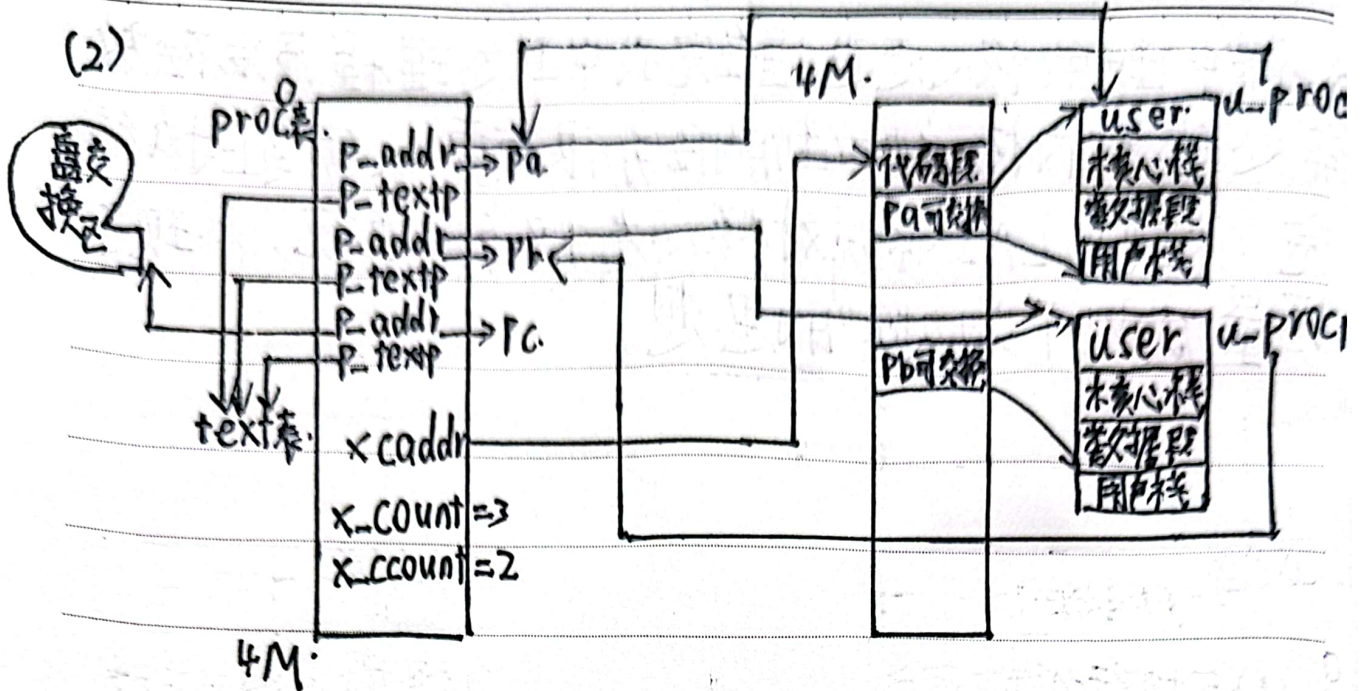 (2)
0
proc表.
盘交
换区
p_addr
pa
p_textp
p_addr
pb
p_textp
p_addr
pc.
p_textp
text表.
xcaddr
x_count=3
x_ccount=2
4M.
4M.
代码段
pa可交换
pb可交换
user.
u_proc
核心栈
数据段
用户栈
user.
u_procp
核心栈
数据段
用户栈